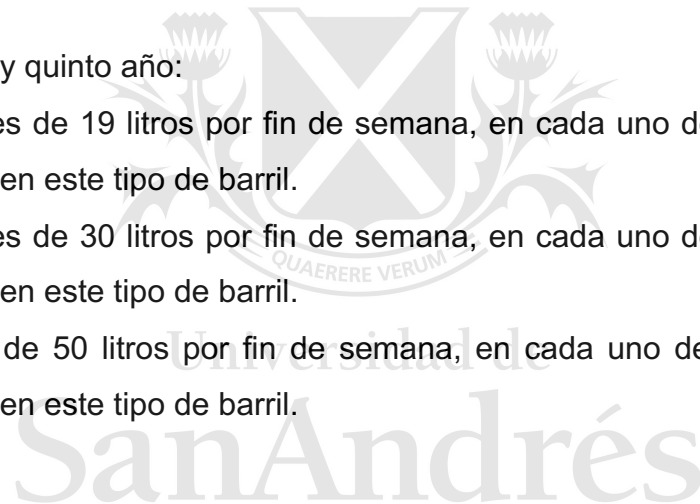 y quinto año:
es de 19 litros por fin de semana, en cada uno d
en este tipo de barril.
es de 30 litros por fin de semana, en cada uno d
en este tipo de barril.
de 50 litros por fin de semana, en cada uno de
en este tipo de barril.
QUAERERE VERUM
Universidad de
SanAndrés